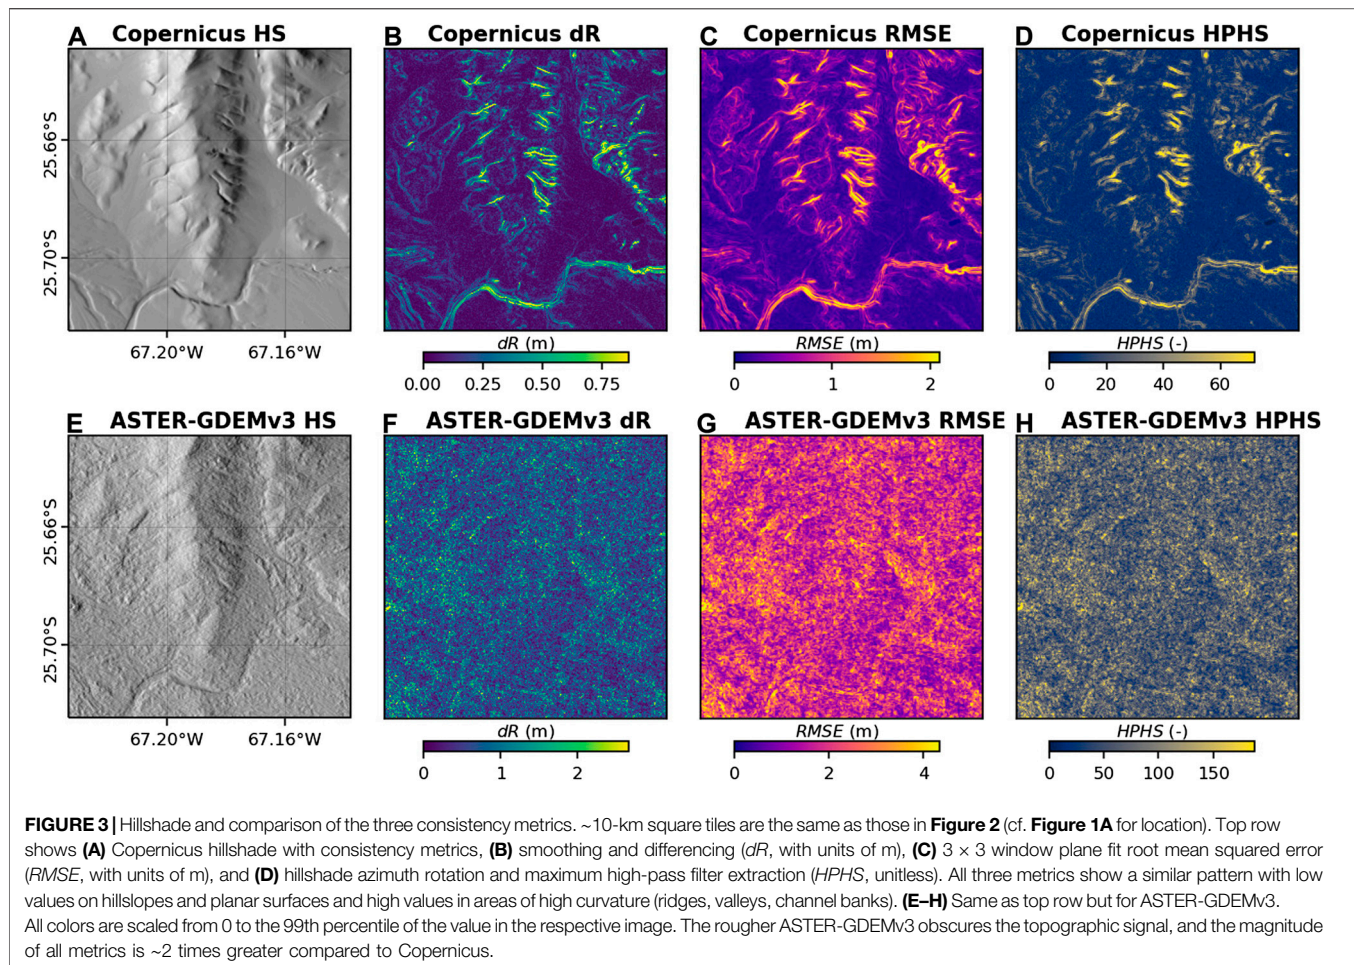 A Copernicus HS
B Copernicus dR
C Copernicus RMSE
D Copernicus HPHS
25.66°S
25.70°S
67.20°W 67.16°W
dR (m)
0.00 0.25 0.50 0.75
RMSE (m)
0 1 2
HPHS (-)
0 20 40 60
E ASTER-GDEMv3 HS
F ASTER-GDEMv3 dR
G ASTER-GDEMv3 RMSE
H ASTER-GDEMv3 HPHS
25.66°S
25.70°S
67.20°W 67.16°W
dR (m)
0 1 2
RMSE (m)
0 2 4
HPHS (-)
0 50 100 150
FIGURE 3 | Hillshade and comparison of the three consistency metrics. ~10-km square tiles are the same as those in Figure 2 (cf. Figure 1A for location). Top row
shows (A) Copernicus hillshade with consistency metrics, (B) smoothing and differencing (dR, with units of m), (C) 3 × 3 window plane fit root mean squared error
(RMSE, with units of m), and (D) hillshade azimuth rotation and maximum high-pass filter extraction (HPHS, unitless). All three metrics show a similar pattern with low
values on hillslopes and planar surfaces and high values in areas of high curvature (ridges, valleys, channel banks). (E–H) Same as top row but for ASTER-GDEMv3.
All colors are scaled from 0 to the 99th percentile of the value in the respective image. The rougher ASTER-GDEMv3 obscures the topographic signal, and the magnitude
of all metrics is ~2 times greater compared to Copernicus.